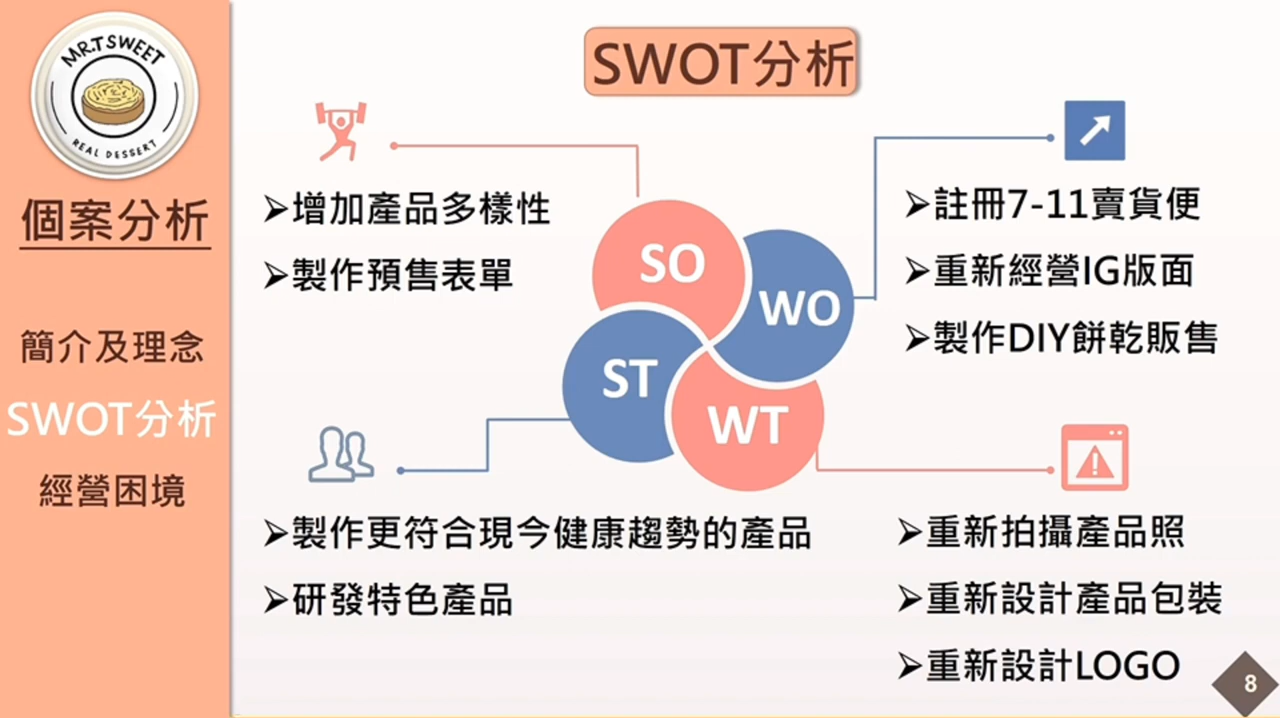 MR.T SWEET
REAL DESSERT
個案分析
簡介及理念
SWOT分析
經營困境
SWOT分析
➢增加產品多樣性
➢製作預售表單
SO
WO
ST
WT
➢註冊7-11賣貨便
➢重新經營IG版面
➢製作DIY餅乾販售
➢製作更符合現今健康趨勢的產品
➢研發特色產品
➢重新拍攝產品照
➢重新設計產品包裝
➢重新設計LOGO
8